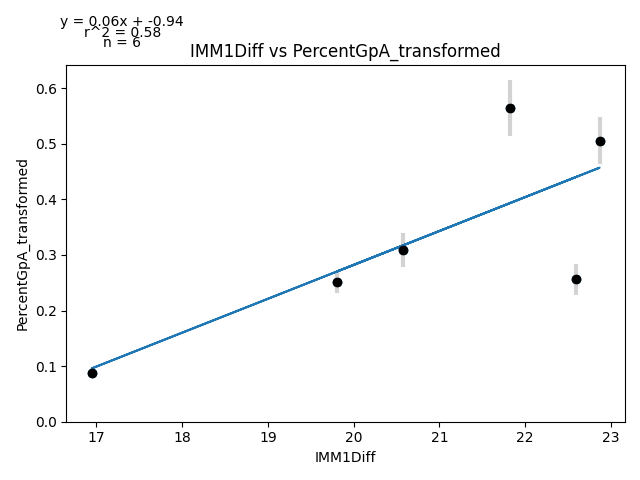 y = 0.06x + -0.94
r^2 = 0.58
n = 6
IMM1Diff vs PercentGpA_transformed
PercentGpA_transformed
0.6
0.5
0.4
0.3
0.2
0.1
0.0
17 18 19 20 21 22 23
IMM1Diff